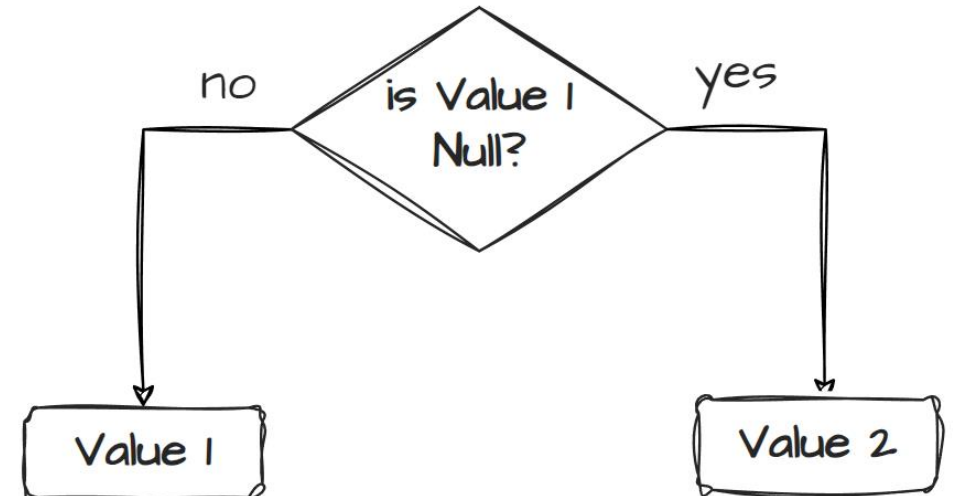 no
is Value 1
Null?
yes
Value 1
Value 2